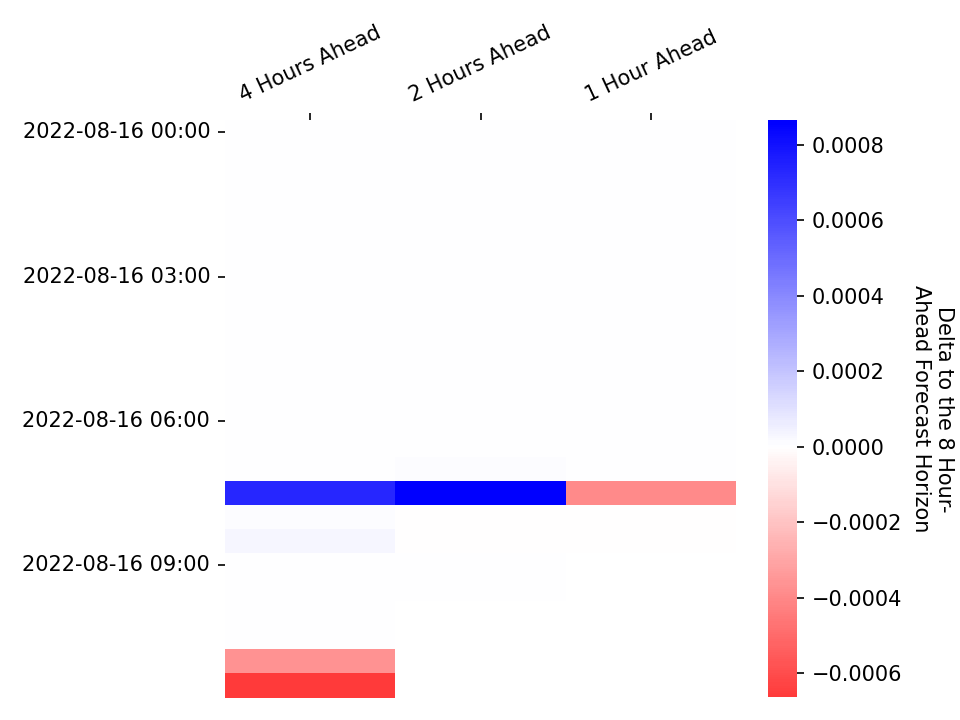 4 Hours Ahead
2 Hours Ahead
1 Hour Ahead
2022-08-16 00:00
2022-08-16 03:00
2022-08-16 06:00
2022-08-16 09:00
0.0008
0.0006
0.0004
0.0002
0.0000
−0.0002
−0.0004
−0.0006
Delta to the 8 Hour-
Ahead Forecast Horizon